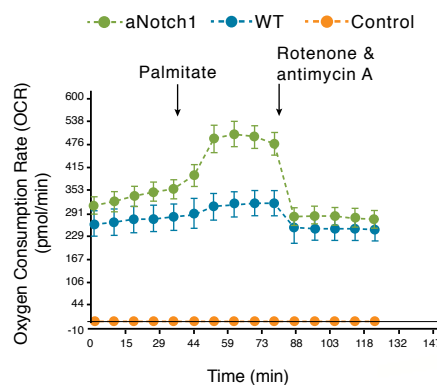 aNotch1 WT Control
Palmitate
Rotenone &
antimycin A
Oxygen Consumption Rate (OCR)
(pmol/min)
600
538
476
415
353
291
229
167
106
44
-10
0 15 29 44 59 73 88 103 118 132 147
Time (min)